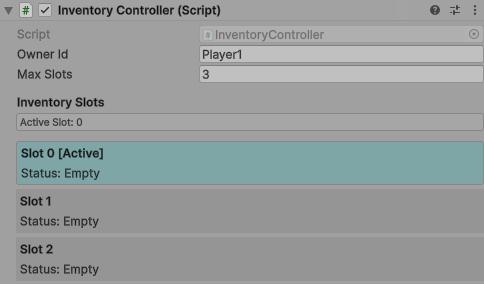 Inventory Controller (Script)
Script InventoryController
Owner Id Player1
Max Slots 3
Inventory Slots
Active Slot: 0
Slot 0 [Active]
Status: Empty
Slot 1
Status: Empty
Slot 2
Status: Empty